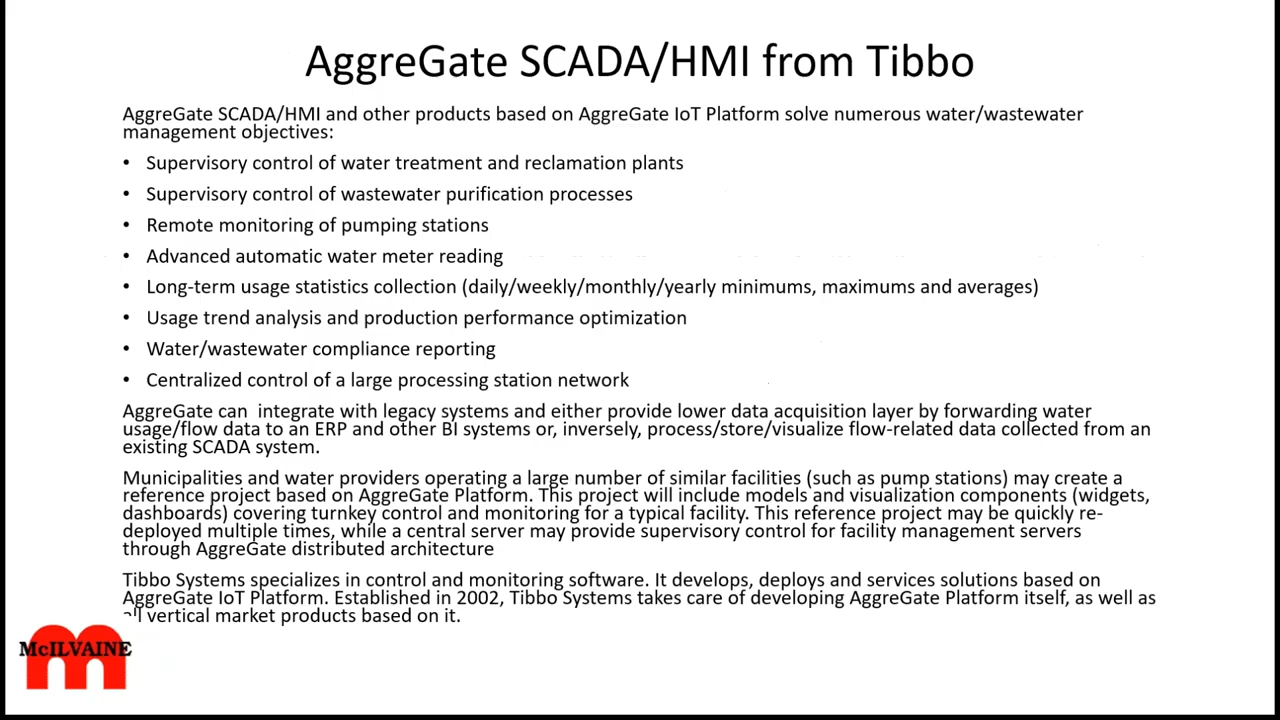 AggreGate SCADA/HMI from Tibbo
AggreGate SCADA/HMI and other products based on AggreGate IoT Platform solve numerous water/wastewater
management objectives:
• Supervisory control of water treatment and reclamation plants
• Supervisory control of wastewater purification processes
• Remote monitoring of pumping stations
• Advanced automatic water meter reading
• Long-term usage statistics collection (daily/weekly/monthly/yearly minimums, maximums and averages)
• Usage trend analysis and production performance optimization
• Water/wastewater compliance reporting
• Centralized control of a large processing station network
AggreGate can  integrate with legacy systems and either provide lower data acquisition layer by forwarding water
usage/flow data to an ERP and other BI systems or, inversely, process/store/visualize flow-related data collected from an
existing SCADA system.
Municipalities and water providers operating a large number of similar facilities (such as pump stations) may create a
reference project based on AggreGate Platform. This project will include models and visualization components (widgets,
dashboards) covering turnkey control and monitoring for a typical facility. This reference project may be quickly re-
deployed multiple times, while a central server may provide supervisory control for facility management servers
through AggreGate distributed architecture
Tibbo Systems specializes in control and monitoring software. It develops, deploys and services solutions based on
AggreGate IoT Platform. Established in 2002, Tibbo Systems takes care of developing AggreGate Platform itself, as well as
all vertical market products based on it.
McILVAINE